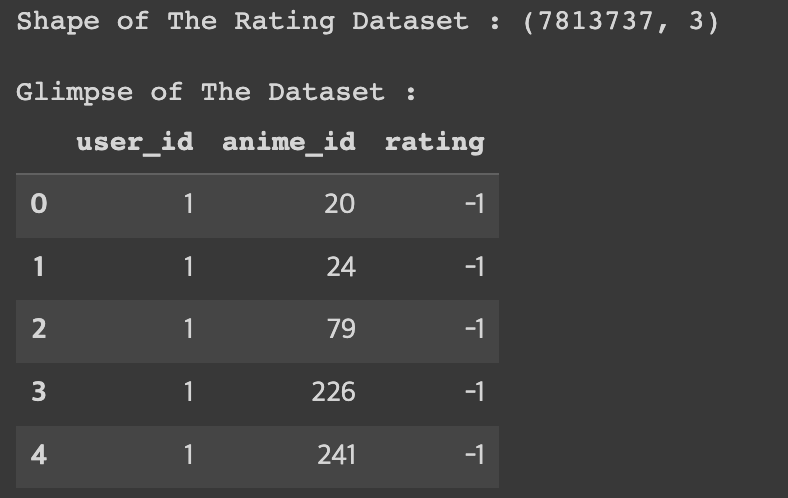 Shape of The Rating Dataset : (7813737, 3)
Glimpse of The Dataset :
user_id anime_id rating
0 1 20 -1
1 1 24 -1
2 1 79 -1
3 1 226 -1
4 1 241 -1